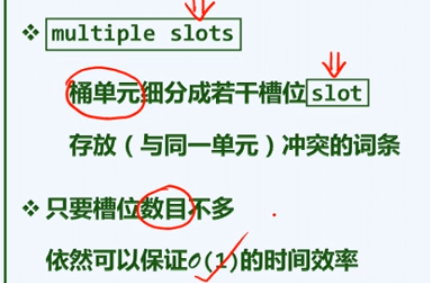 ❖ multiple slots
桶单元细分成若干槽位slot
存放（与同一单元）冲突的词条
❖ 只要槽位数目不多
依然可以保证O(1)的时间效率